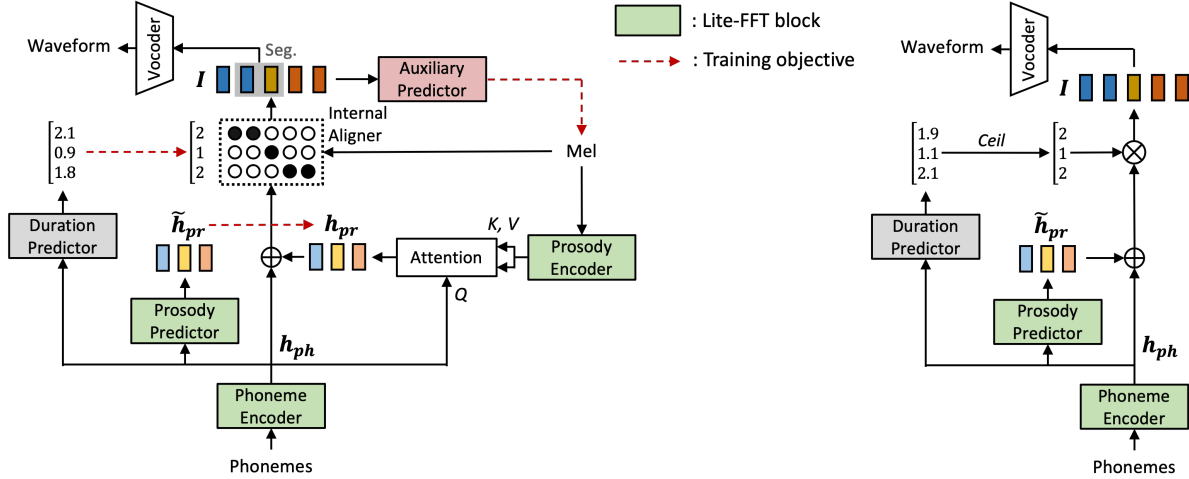 Waveform
Vocoder
Seg.
I
Auxiliary
Predictor
: Lite-FFT block
: Training objective
Internal
Aligner
2.1
0.9
1.8
2
1
2
Mel
Duration
Predictor
h̃pr
hpr
K, V
Attention
Prosody
Encoder
Q
Prosody
Predictor
hph
Phoneme
Encoder
Phonemes
Waveform
Vocoder
I
1.9
1.1
2.1
Ceil
2
1
2
Duration
Predictor
h̃pr
Prosody
Predictor
hph
Phoneme
Encoder
Phonemes